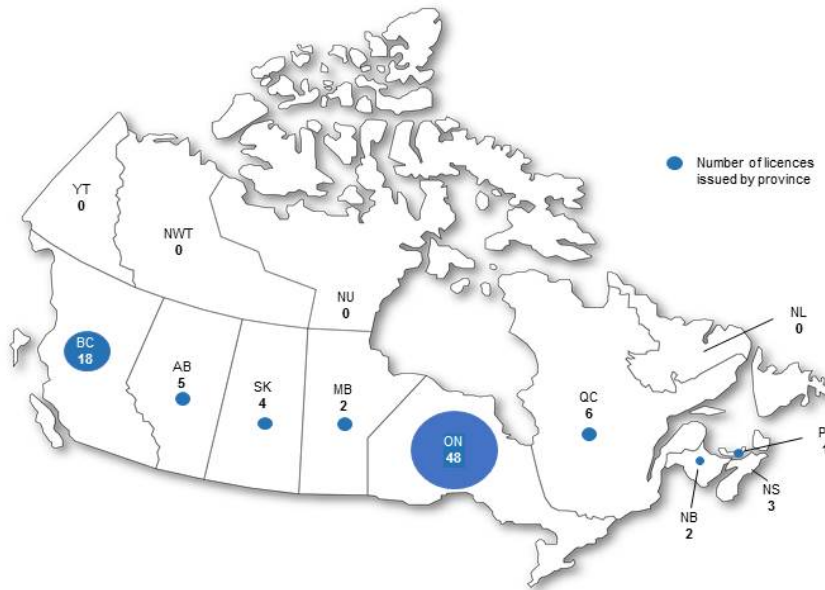 Number of licences
issued by province
YT
0
NWT
0
NU
0
NL
0
BC
18
AB
5
SK
4
MB
2
ON
48
QC
6
P
1
NS
3
NB
2